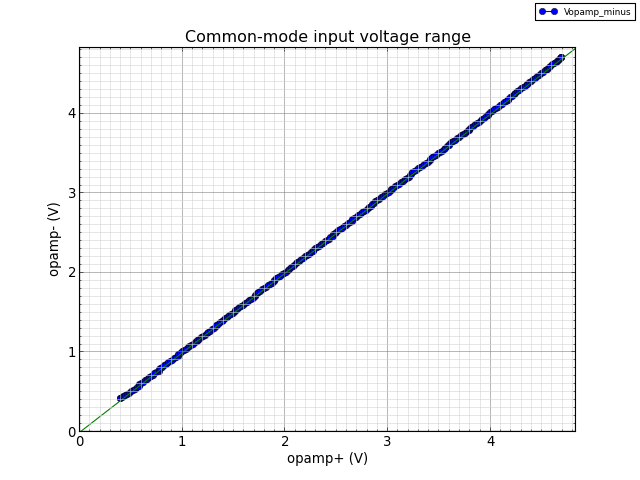 Vopamp_minus
Common-mode input voltage range
opamp- (V)
4
3
2
1
0
0 1 2 3 4
opamp+ (V)